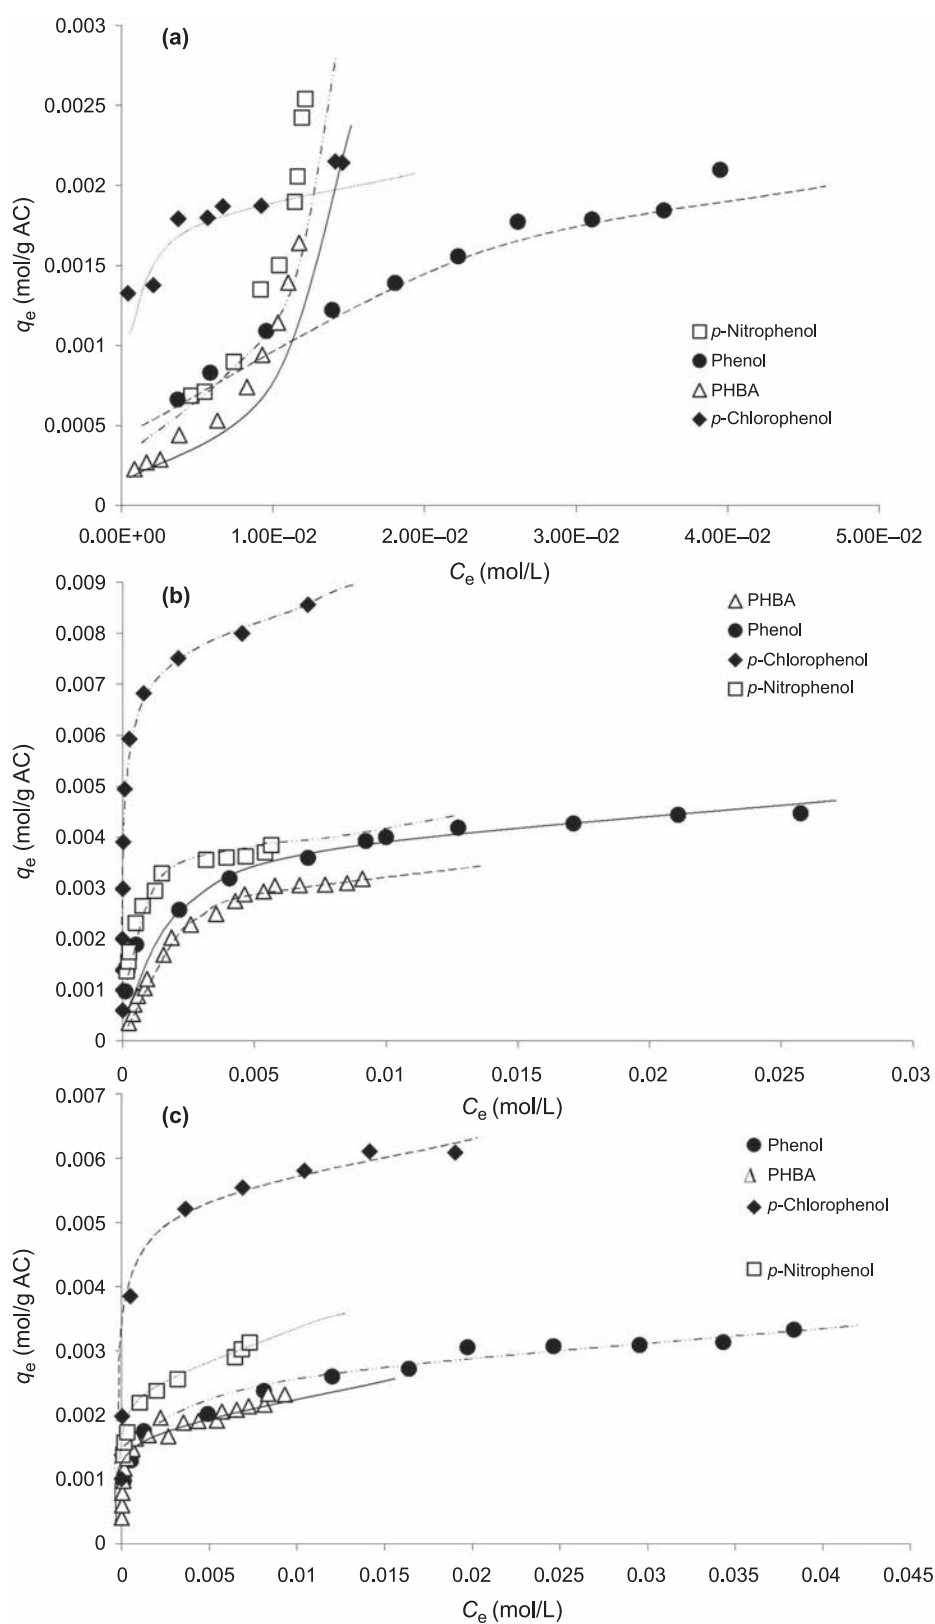 (a)
0.003
0.0025
0.002
0.0015
0.001
0.0005
0
qe (mol/g AC)
p-Nitrophenol
Phenol
PHBA
p-Chlorophenol
0.00E+00 1.00E–02 2.00E–02 3.00E–02 4.00E–02 5.00E–02
Ce (mol/L)
(b)
0.009
0.008
0.007
0.006
0.005
0.004
0.003
0.002
0.001
0
qe (mol/g AC)
PHBA
Phenol
p-Chlorophenol
p-Nitrophenol
0 0.005 0.01 0.015 0.02 0.025 0.03
Ce (mol/L)
(c)
0.007
0.006
0.005
0.004
0.003
0.002
0.001
0
qe (mol/g AC)
Phenol
PHBA
p-Chlorophenol
p-Nitrophenol
0 0.005 0.01 0.015 0.02 0.025 0.03 0.035 0.04 0.045
Ce (mol/L)